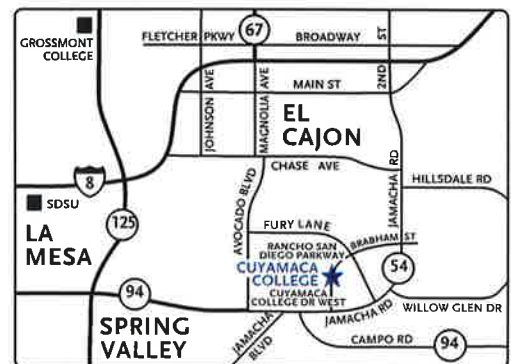 GROSSMONT
COLLEGE
FLETCHER PKWY
67
BROADWAY
2ND ST
MAIN ST
JOHNSON AVE
MAGNOLIA AVE
EL
CAJON
CHASE AVE
JAMACHA RD
HILLSDALE RD
8
SDSU
125
LA
MESA
AVOCADO BLVD
FURY LANE
RANCHO SAN
DIEGO PARKWAY
BRABHAM ST
CUYAMACA
COLLEGE
CUYAMACA
COLLEGE DR WEST
54
94
WILLOW GLEN DR
JAMACHA RD
SPRING
VALLEY
JAMACHA
BLVD
CAMPO RD
94